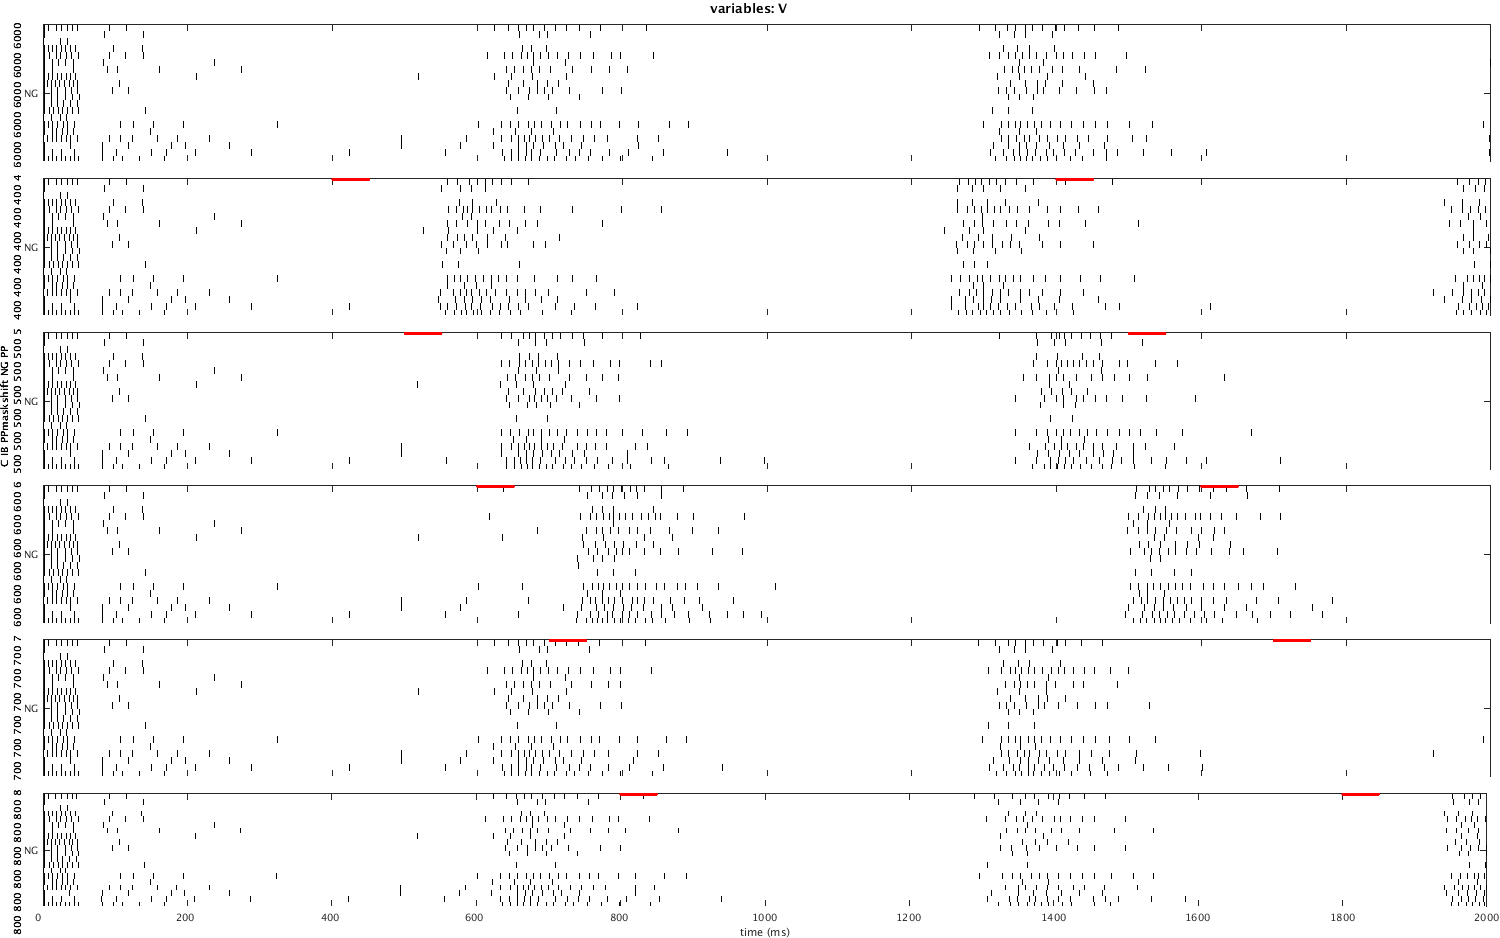 variables: V
6000 6000 6000 6000 6000
NG
400 400 400 400 400 4
NG
C IB PPmaskshift NG PP
500 500 500 500 500 5
NG
600 600 600 600 600 6
NG
700 700 700 700 700 7
NG
800 800 800 800 800 8
NG
0 200 400 600 800 1000 1200 1400 1600 1800 2000
time (ms)